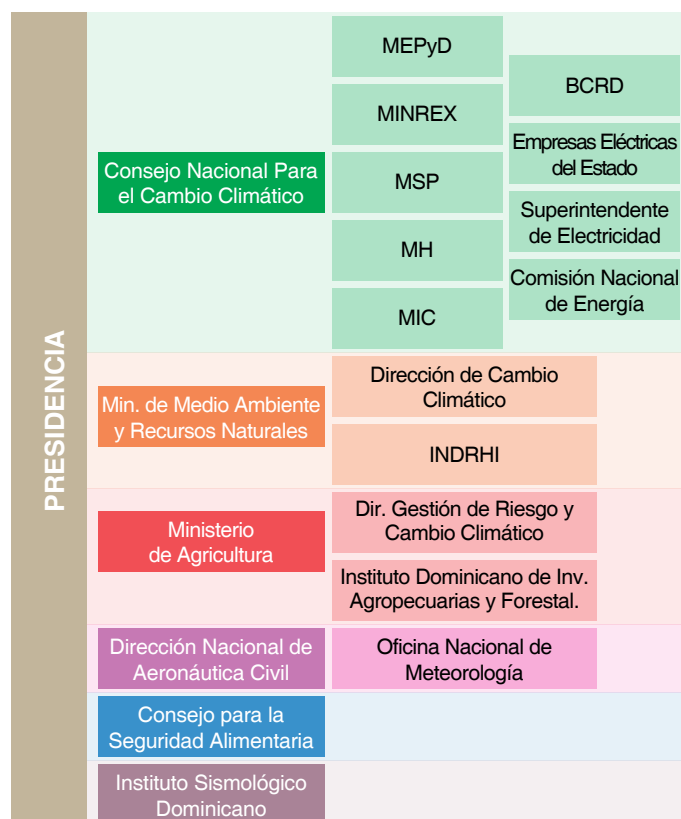 PRESIDENCIA
Consejo Nacional Para
el Cambio Climático
MEPyD
MINREX
MSP
MH
MIC
BCRD
Empresas Eléctricas
del Estado
Superintendente
de Electricidad
Comisión Nacional
de Energía
Min. de Medio Ambiente
y Recursos Naturales
Dirección de Cambio
Climático
INDRHI
Ministerio
de Agricultura
Dir. Gestión de Riesgo y
Cambio Climático
Instituto Dominicano de Inv.
Agropecuarias y Forestal.
Dirección Nacional de
Aeronáutica Civil
Oficina Nacional de
Meteorología
Consejo para la
Seguridad Alimentaria
Instituto Sismológico
Dominicano